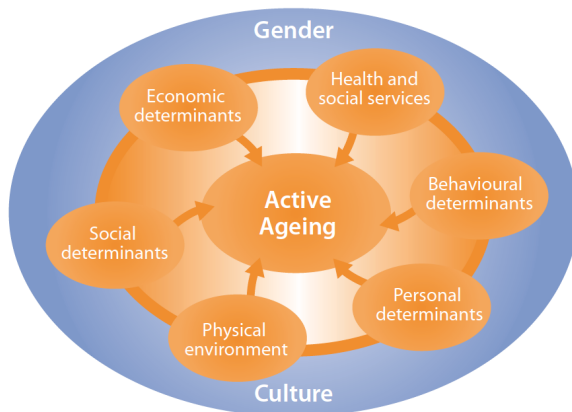 Gender
Economic
determinants
Health and
social services
Behavioural
determinants
Active
Ageing
Social
determinants
Personal
determinants
Physical
environment
Culture